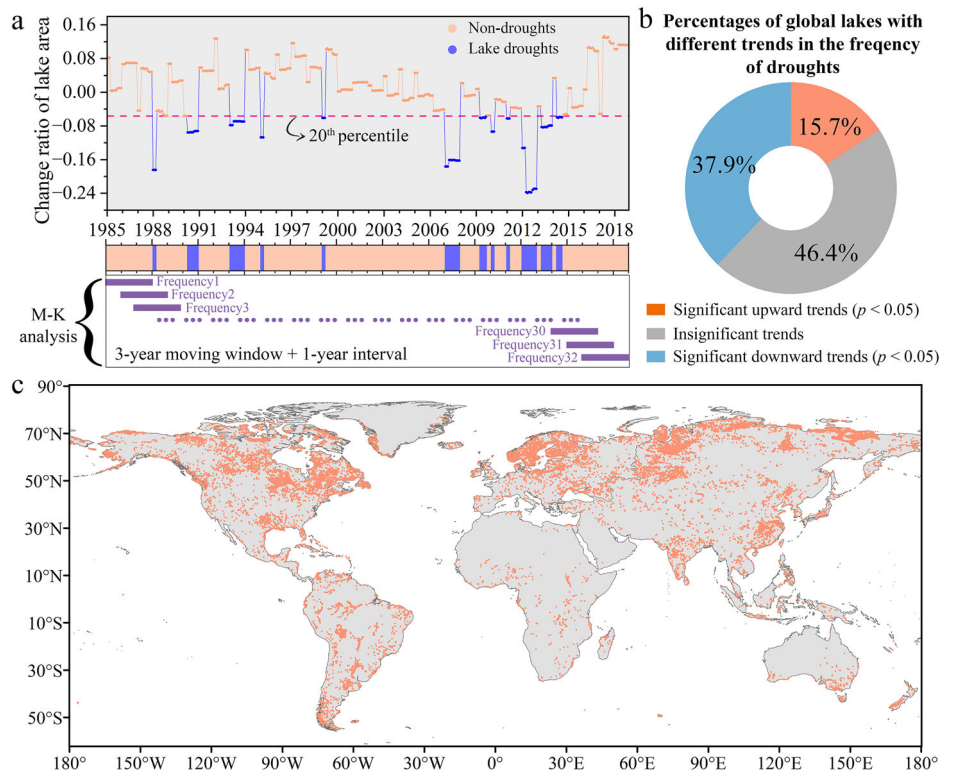 a
Change ratio of lake area
0.16
0.08
0.00
−0.08
−0.16
−0.24
Non-droughts
Lake droughts
20th percentile
1985 1988 1991 1994 1997 2000 2003 2006 2009 2012 2015 2018
M-K
analysis
Frequency1
Frequency2
Frequency3
Frequency30
Frequency31
Frequency32
3-year moving window + 1-year interval
b
Percentages of global lakes with
different trends in the freqency
of droughts
15.7%
37.9%
46.4%
Significant upward trends (p < 0.05)
Insignificant trends
Significant downward trends (p < 0.05)
c
90°
70°N
50°N
30°N
10°N
10°S
30°S
50°S
180° 150°W 120°W 90°W 60°W 30°W 0° 30°E 60°E 90°E 120°E 150°E 180°